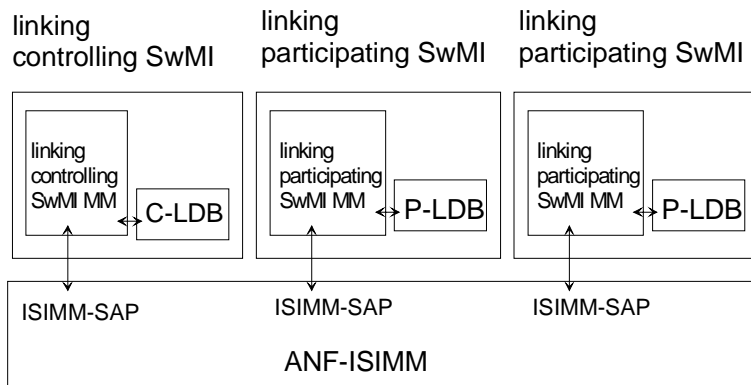 linking
controlling SwMI
linking
participating SwMI
linking
participating SwMI
linking
controlling
SwMI MM
C-LDB
linking
participating
SwMI MM
P-LDB
linking
participating
SwMI MM
P-LDB
ISIMM-SAP
ISIMM-SAP
ISIMM-SAP
ANF-ISIMM